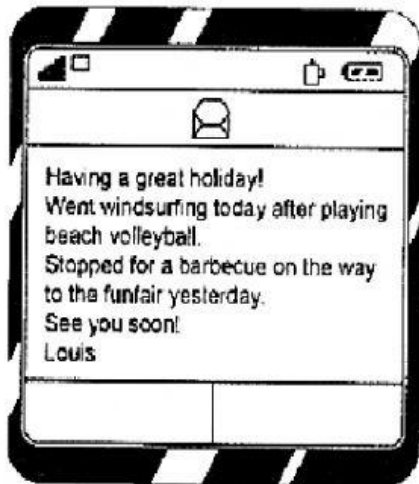 Having a great holiday!
Went windsurfing today after playing
beach volleyball.
Stopped for a barbecue on the way
to the funfair yesterday.
See you soon!
Louis